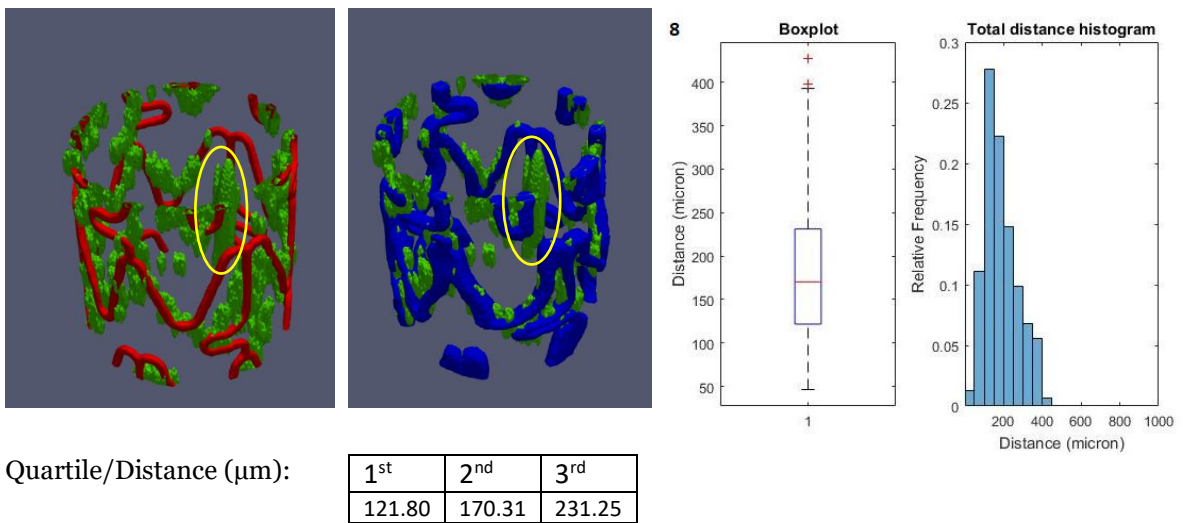 8
Boxplot
400
350
300
250
200
150
100
50
Distance (micron)
1
Total distance histogram
0.3
0.25
0.2
0.15
0.1
0.05
0
Relative Frequency
200 400 600 800 1000
Distance (micron)
Quartile/Distance (μm):
1st 2nd 3rd
121.80 170.31 231.25